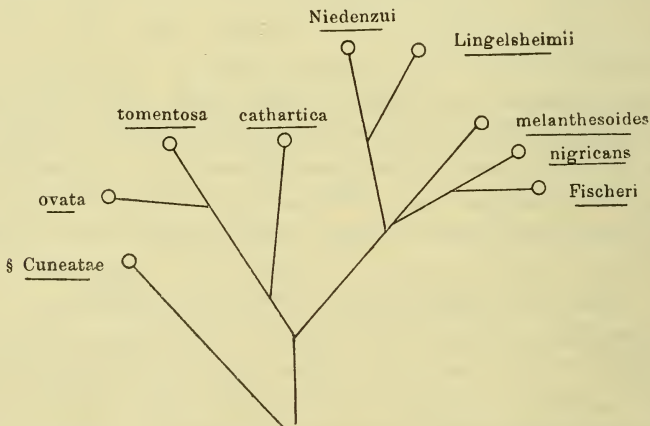 Niedenzui
Lingelsheimii
tomentosa
cathartica
melanthesoides
nigricans
Fischeri
ovata
§ Cuneatae